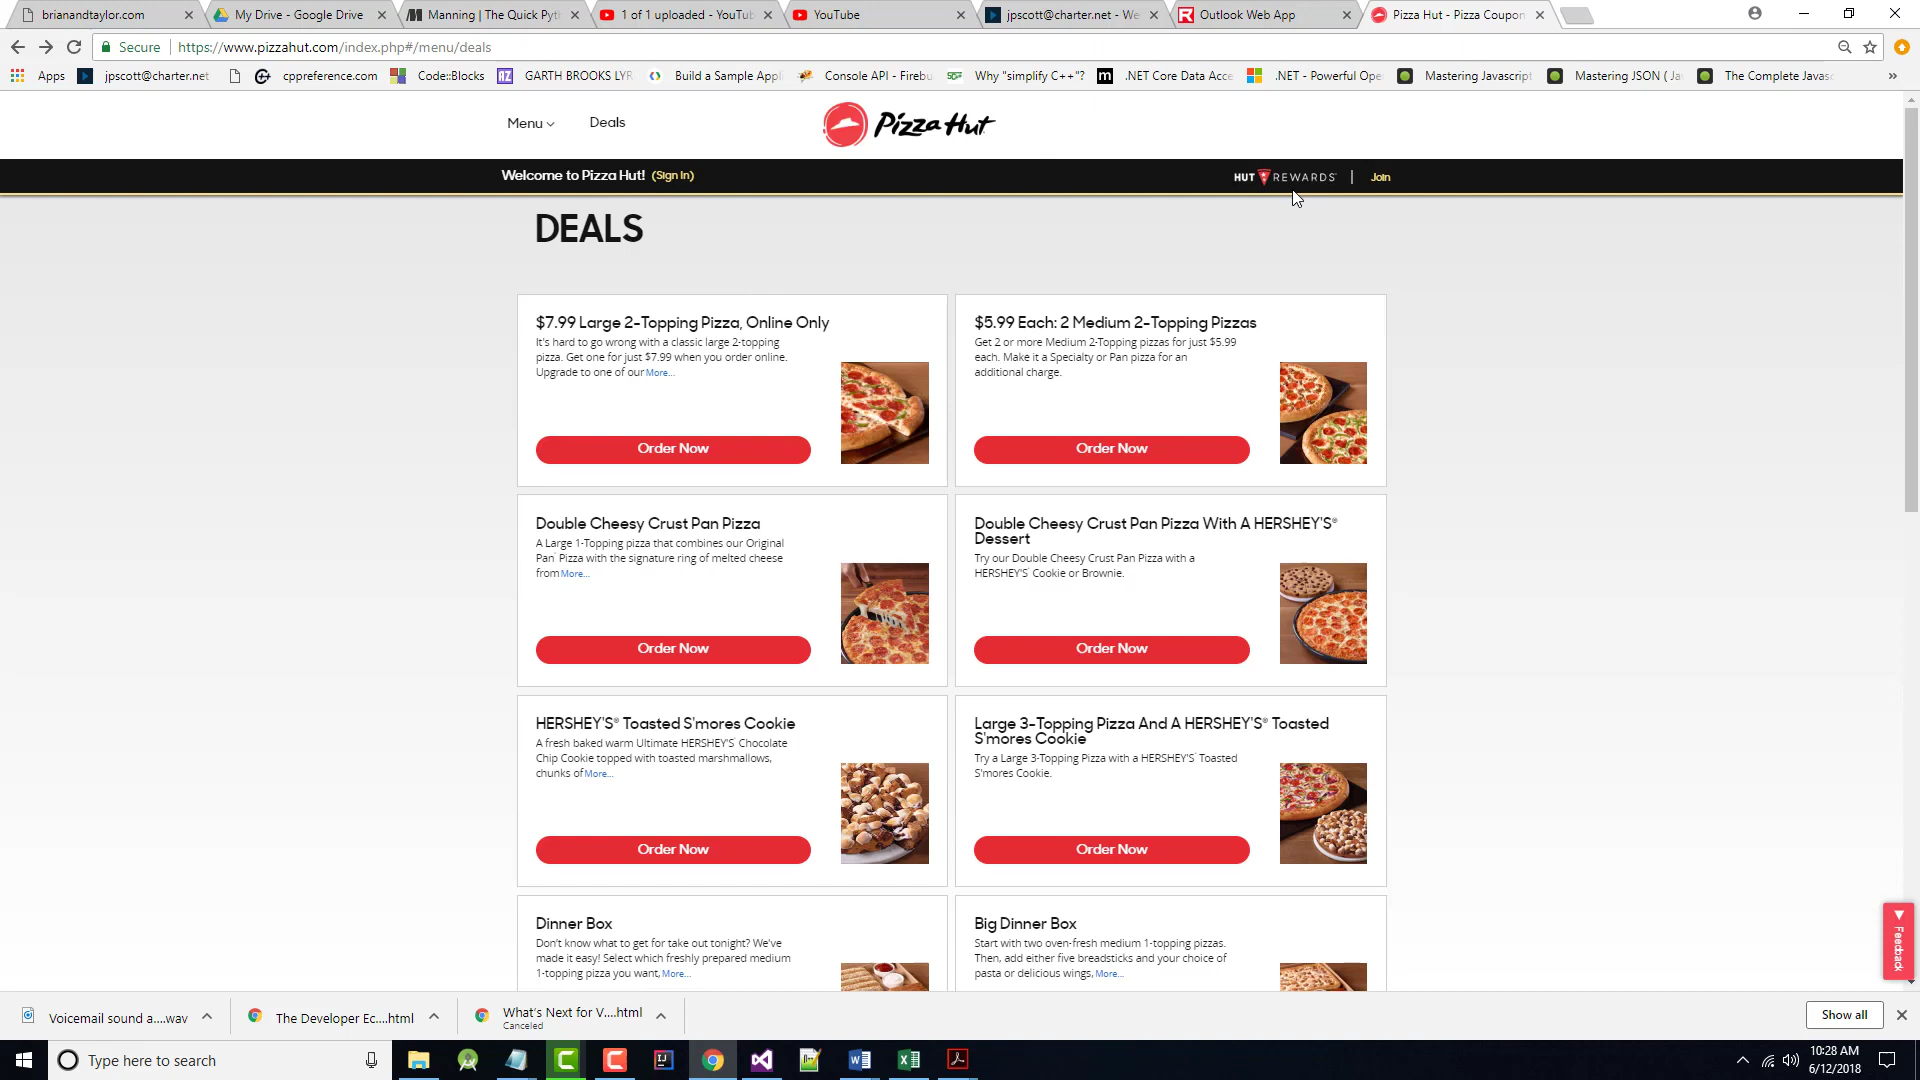 brianandtaylor.com
My Drive - Google Drive
Manning | The Quick Pyt
1 of 1 uploaded - YouTub
YouTube
jpscott@charter.net - We
Outlook Web App
Pizza Hut - Pizza Coupon
Secure | https://www.pizzahut.com/index.php#/menu/deals
Apps
jpscott@charter.net
cppreference.com
Code::Blocks
GARTH BROOKS LYR
Build a Sample Appl
Console API - Firebu
Why "simplify C++"?
.NET Core Data Acce
.NET - Powerful Ope
Mastering Javascript
Mastering JSON ( Ja
The Complete Javasc
»
Menu
Deals
Pizza Hut
Welcome to Pizza Hut! (Sign In)
HUT REWARDS | Join
DEALS
$7.99 Large 2-Topping Pizza, Online Only
It's hard to go wrong with a classic large 2-topping
pizza. Get one for just $7.99 when you order online.
Upgrade to one of our More...
Order Now
$5.99 Each: 2 Medium 2-Topping Pizzas
Get 2 or more Medium 2-Topping pizzas for just $5.99
each. Make it a Specialty or Pan pizza for an
additional charge.
Order Now
Double Cheesy Crust Pan Pizza
A Large 1-Topping pizza that combines our Original
Pan Pizza with the signature ring of melted cheese
from More...
Order Now
Double Cheesy Crust Pan Pizza With A HERSHEY'S®
Dessert
Try our Double Cheesy Crust Pan Pizza with a
HERSHEY'S Cookie or Brownie.
Order Now
HERSHEY'S® Toasted S'mores Cookie
A fresh baked warm Ultimate HERSHEY'S Chocolate
Chip Cookie topped with toasted marshmallows,
chunks of More...
Order Now
Large 3-Topping Pizza And A HERSHEY'S® Toasted
S'mores Cookie
Try a Large 3-Topping Pizza with a HERSHEY'S Toasted
S'mores Cookie.
Order Now
Dinner Box
Don't know what to get for take out tonight? We've
made it easy! Select which freshly prepared medium
1-topping pizza you want, More...
Big Dinner Box
Start with two oven-fresh medium 1-topping pizzas.
Then, add either five breadsticks and your choice of
pasta or delicious wings, More...
Feedback
Voicemail sound a....wav
The Developer Ec....html
What's Next for V....html
Canceled
Show all
Type here to search
10:28 AM
6/12/2018